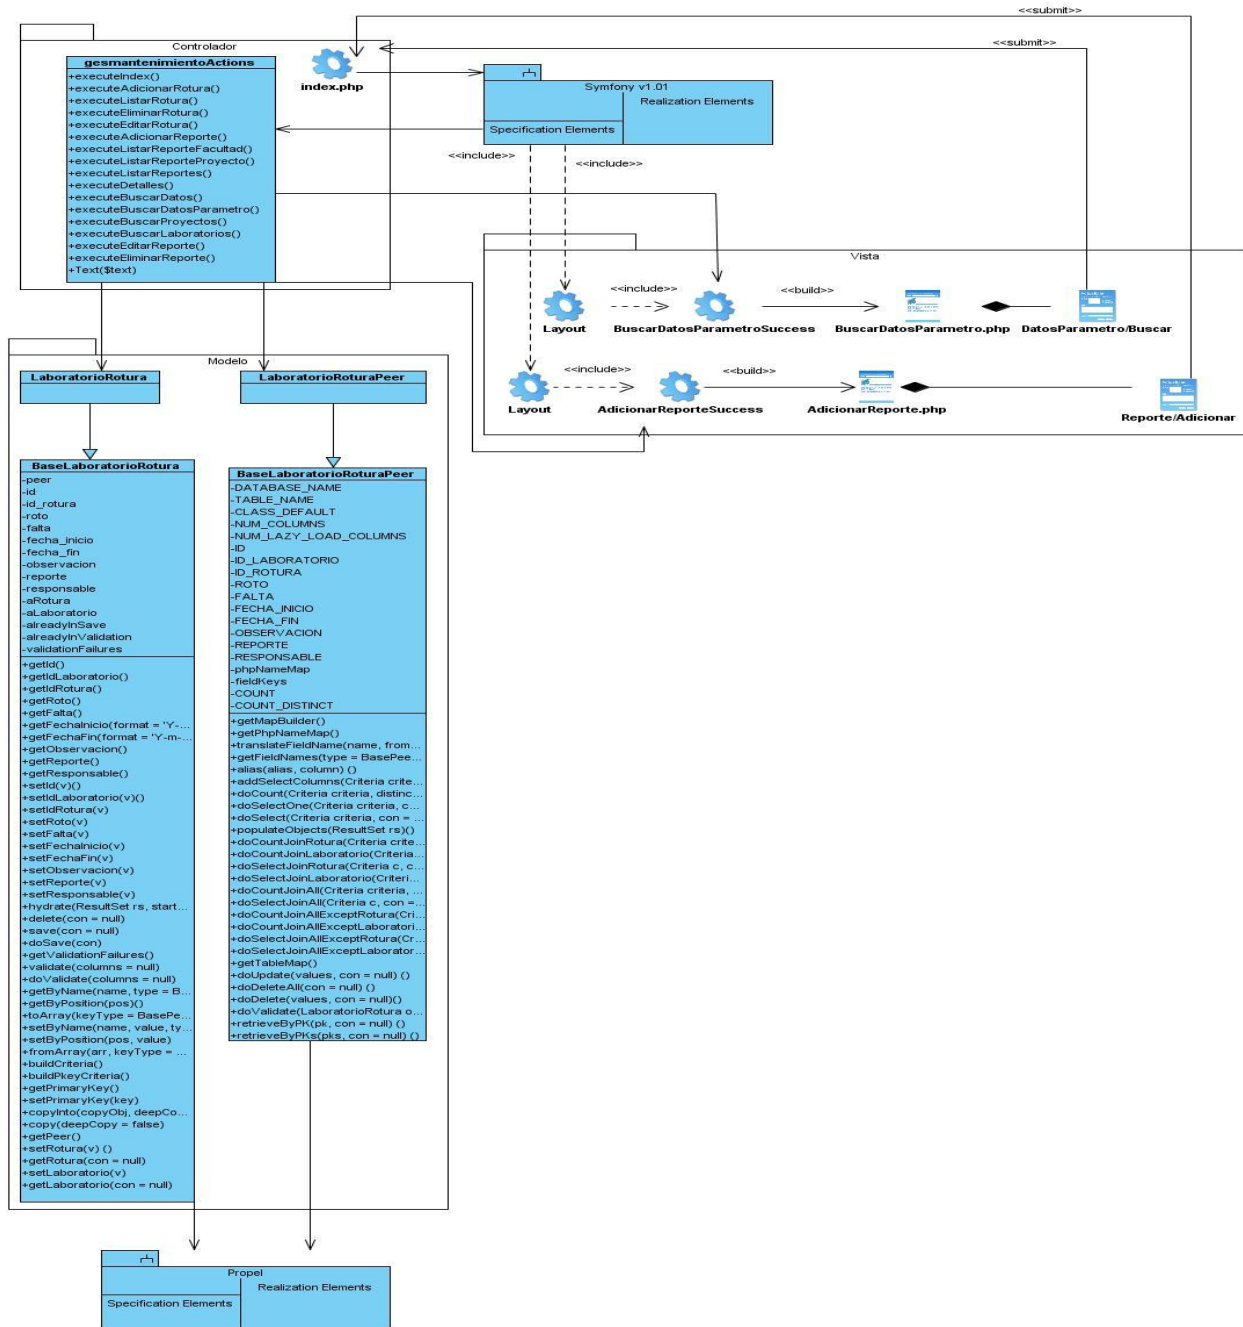 <<submit>>
<<submit>>
Controlador
gesmantenimientoActions
+executeIndex()
+executeAdicionarRotura()
+executeListarRotura()
+executeEliminarRotura()
+executeEditarRotura()
+executeAdicionarReporte()
+executeListarReporteFacultad()
+executeListarReporteProyecto()
+executeListarReportes()
+executeDetalles()
+executeBuscarDatos()
+executeBuscarDatosParametro()
+executeBuscarProyectos()
+executeBuscarLaboratorios()
+executeEditarReporte()
+executeEliminarReporte()
+Text($text)
index.php
Symfony v1.01
Realization Elements
Specification Elements
<<include>>
<<include>>
Vista
Layout
<<include>>
BuscarDatosParametroSuccess
<<build>>
BuscarDatosParametro.php
DatosParametro/Buscar
Layout
<<include>>
AdicionarReporteSuccess
<<build>>
AdicionarReporte.php
Reporte/Adicionar
Modelo
LaboratorioRotura
LaboratorioRoturaPeer
BaseLaboratorioRotura
-peer
-id
-id_rotura
-roto
-falta
-fecha_inicio
-fecha_fin
-observacion
-reporte
-responsable
-aRotura
-aLaboratorio
-alreadyInSave
-alreadyInValidation
-validationFailures
+getId()
+getIdLaboratorio()
+getIdRotura()
+getRoto()
+getFalta()
+getFechaInicio(format = 'Y-...
+getFechaFin(format = 'Y-m-...
+getObservacion()
+getReporte()
+getResponsable()
+setId(v)()
+setIdLaboratorio(v)()
+setIdRotura(v)
+setRoto(v)
+setFalta(v)
+setFechaInicio(v)
+setFechaFin(v)
+setObservacion(v)
+setReporte(v)
+setResponsable(v)
+hydrate(ResultSet rs, start...
+delete(con = null)
+save(con = null)
+doSave(con)
+getValidationFailures()
+validate(columns = null)
+doValidate(columns = null)
+getByName(name, type = B...
+getByPosition(pos)()
+toArray(keyType = BasePe...
+setByName(name, value, ty...
+setByPosition(pos, value)
+fromArray(arr, keyType = ...
+buildCriteria()
+buildPkeyCriteria()
+getPrimaryKey()
+setPrimaryKey(key)
+copyInto(copyObj, deepCo...
+copy(deepCopy = false)
+getPeer()
+setRotura(v) ()
+getRotura(con = null)
+setLaboratorio(v)
+getLaboratorio(con = null)
BaseLaboratorioRoturaPeer
-DATABASE_NAME
-TABLE_NAME
-CLASS_DEFAULT
-NUM_COLUMNS
-NUM_LAZY_LOAD_COLUMNS
-ID
-ID_LABORATORIO
-ID_ROTURA
-ROTO
-FALTA
-FECHA_INICIO
-FECHA_FIN
-OBSERVACION
-REPORTE
-RESPONSABLE
-phpNameMap
-fieldKeys
-COUNT
-COUNT_DISTINCT
+getMapBuilder()
+getPhpNameMap()
+translateFieldName(name, from...
+getFieldNames(type = BasePee...
+alias(alias, column) ()
+addSelectColumns(Criteria crite...
+doCount(Criteria criteria, distinc...
+doSelectOne(Criteria criteria, c...
+doSelect(Criteria criteria, con = ...
+populateObjects(ResultSet rs)()
+doCountJoinRotura(Criteria crite...
+doCountJoinLaboratorio(Criteria...
+doSelectJoinRotura(Criteria c, c...
+doSelectJoinLaboratorio(Criteri...
+doCountJoinAll(Criteria criteria, ...
+doSelectJoinAll(Criteria c, con =...
+doCountJoinAllExceptRotura(Cri...
+doCountJoinAllExceptLaboratori...
+doSelectJoinAllExceptRotura(Cr...
+doSelectJoinAllExceptLaborator...
+getTableMap()
+doUpdate(values, con = null) ()
+doDeleteAll(con = null) ()
+doDelete(values, con = null)()
+doValidate(LaboratorioRotura o...
+retrieveByPK(pk, con = null) ()
+retrieveByPKs(pks, con = null) ()
Propel
Realization Elements
Specification Elements